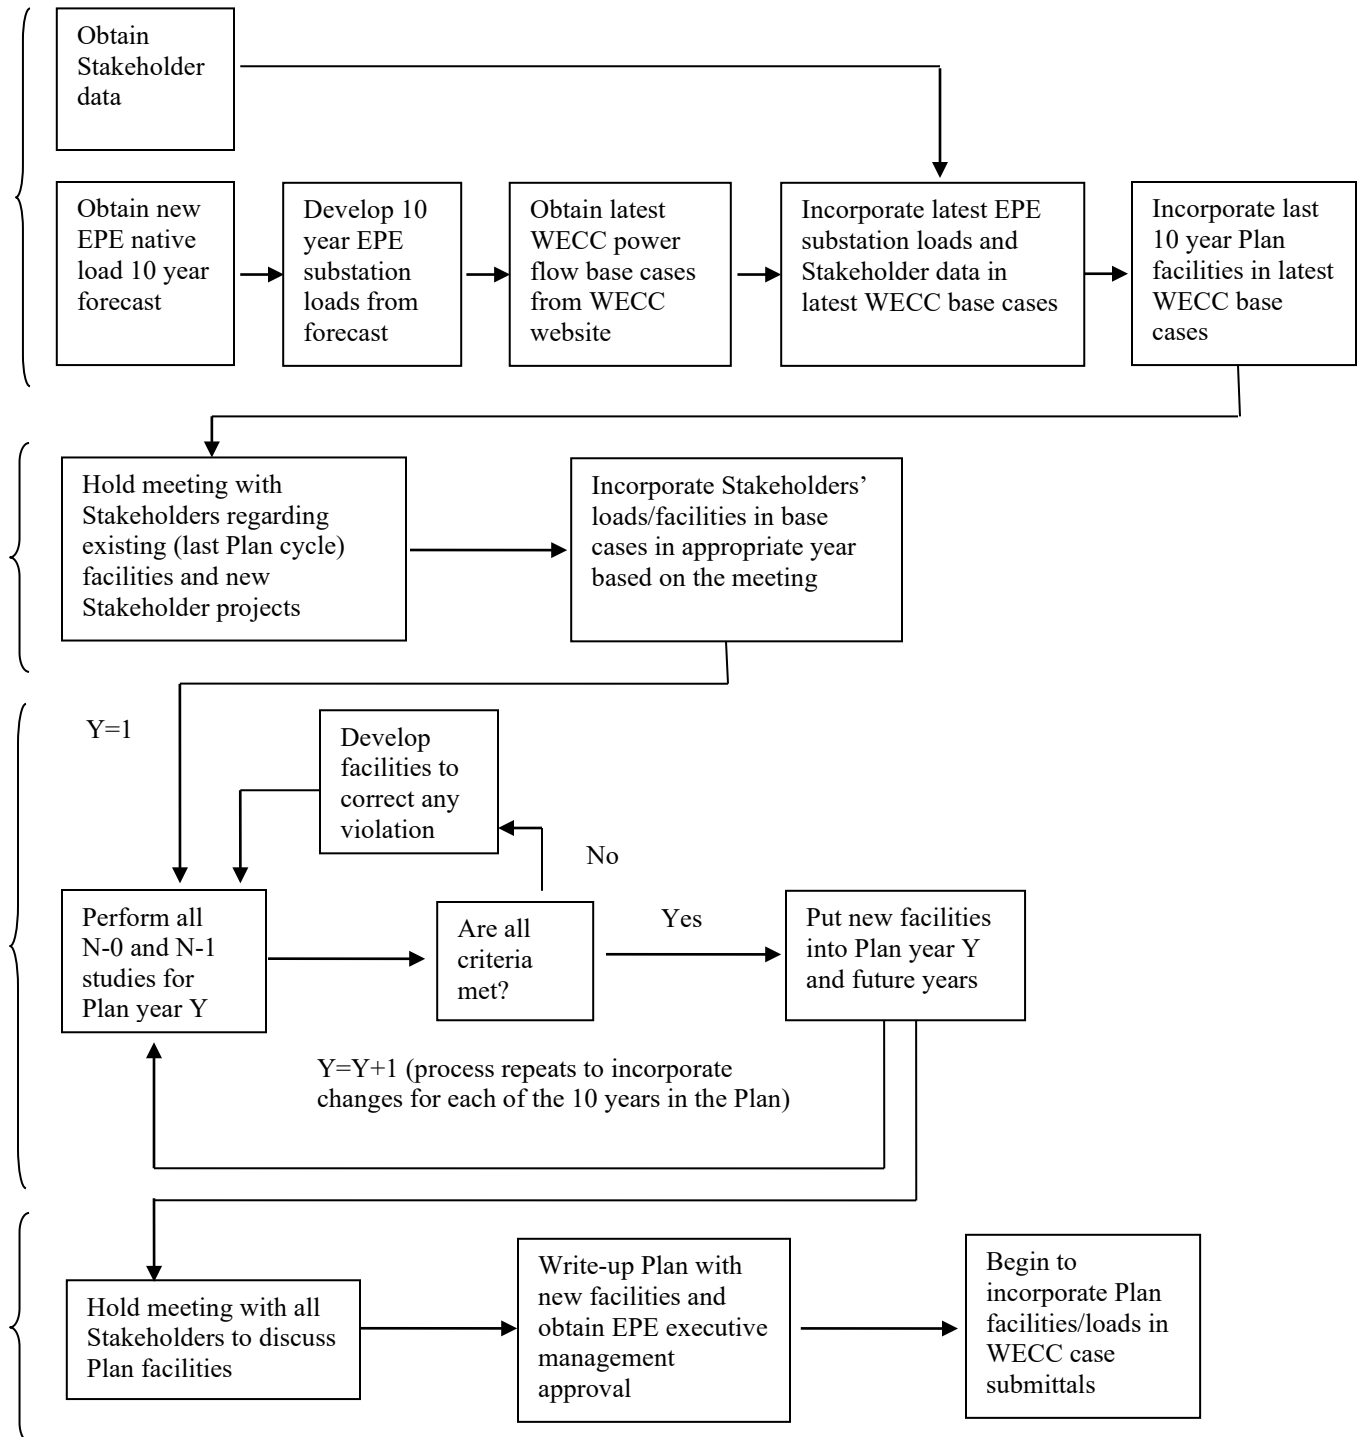 Obtain
Stakeholder
data
Obtain new
EPE native
load 10 year
forecast
Develop 10
year EPE
substation
loads from
forecast
Obtain latest
WECC power
flow base cases
from WECC
website
Incorporate latest EPE
substation loads and
Stakeholder data in
latest WECC base cases
Incorporate last
10 year Plan
facilities in latest
WECC base
cases
Hold meeting with
Stakeholders regarding
existing (last Plan cycle)
facilities and new
Stakeholder projects
Incorporate Stakeholders’
loads/facilities in base
cases in appropriate year
based on the meeting
Y=1
Develop
facilities to
correct any
violation
No
Perform all
N-0 and N-1
studies for
Plan year Y
Are all
criteria
met?
Yes
Put new facilities
into Plan year Y
and future years
Y=Y+1 (process repeats to incorporate
changes for each of the 10 years in the Plan)
Hold meeting with all
Stakeholders to discuss
Plan facilities
Write-up Plan with
new facilities and
obtain EPE executive
management
approval
Begin to
incorporate Plan
facilities/loads in
WECC case
submittals